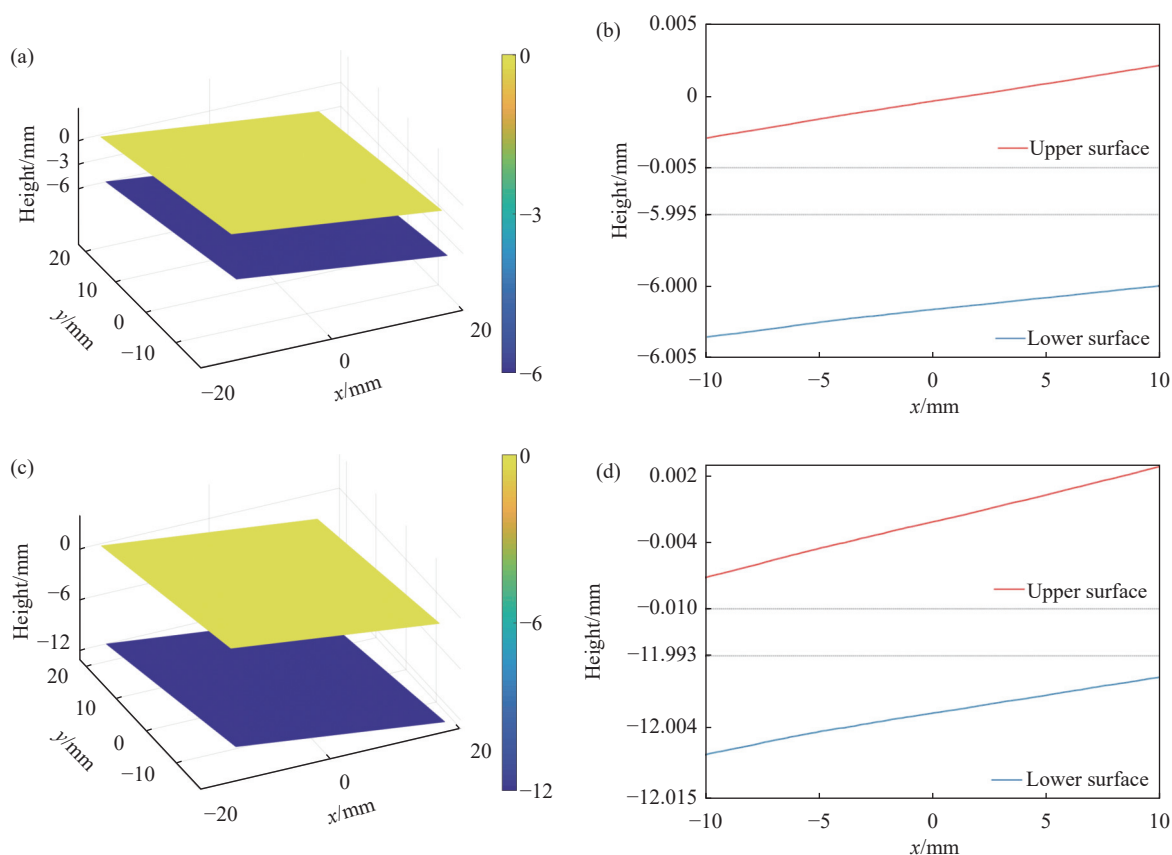 (a)
0
−3
−6
Height/mm
20
10
0
−10
y/mm
−20
0
20
x/mm
0
−3
−6
(b)
0.005
0
−0.005
−5.995
−6.000
−6.005
Height/mm
Upper surface
Lower surface
−10
−5
0
5
10
x/mm
(c)
0
−6
−12
Height/mm
20
10
0
−10
y/mm
−20
0
20
x/mm
0
−6
−12
(d)
0.002
−0.004
−0.010
−11.993
−12.004
−12.015
Height/mm
Upper surface
Lower surface
−10
−5
0
5
10
x/mm